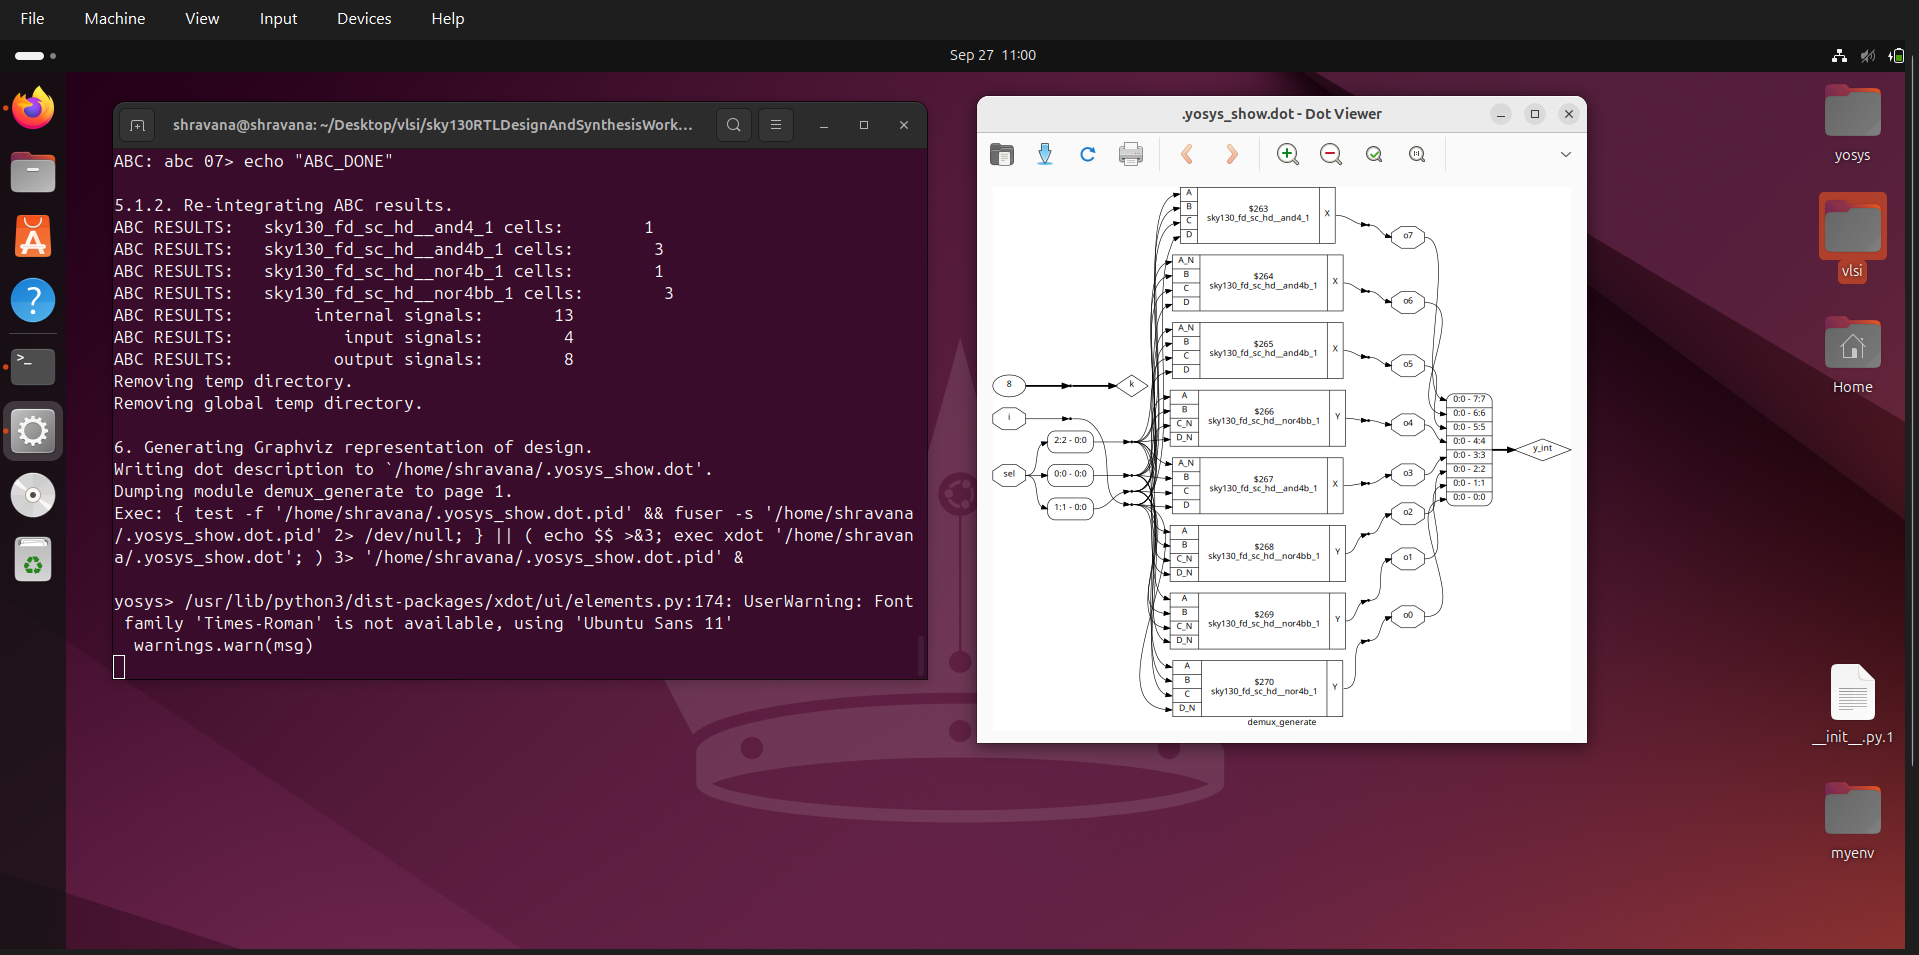 File Machine View Input Devices Help
Sep 27 11:00
shravana@shravana: ~/Desktop/vlsi/sky130RTLDesignAndSynthesisWork...
ABC: abc 07> echo "ABC_DONE"
5.1.2. Re-integrating ABC results.
ABC RESULTS: sky130_fd_sc_hd__and4_1 cells: 1
ABC RESULTS: sky130_fd_sc_hd__and4b_1 cells: 3
ABC RESULTS: sky130_fd_sc_hd__nor4b_1 cells: 1
ABC RESULTS: sky130_fd_sc_hd__nor4bb_1 cells: 3
ABC RESULTS: internal signals: 13
ABC RESULTS: input signals: 4
ABC RESULTS: output signals: 8
Removing temp directory.
Removing global temp directory.
6. Generating Graphviz representation of design.
Writing dot description to `/home/shravana/.yosys_show.dot'.
Dumping module demux_generate to page 1.
Exec: { test -f '/home/shravana/.yosys_show.dot.pid' && fuser -s '/home/shravana
/.yosys_show.dot.pid' 2> /dev/null; } || ( echo $$ >&3; exec xdot '/home/shravan
a/.yosys_show.dot'; ) 3> '/home/shravana/.yosys_show.dot.pid' &
yosys> /usr/lib/python3/dist-packages/xdot/ui/elements.py:174: UserWarning: Font
family 'Times-Roman' is not available, using 'Ubuntu Sans 11'
warnings.warn(msg)
.yosys_show.dot - Dot Viewer
8
k
i
sel
2:2 - 0:0
0:0 - 0:0
1:1 - 0:0
A
B
C
D
$263
sky130_fd_sc_hd__and4_1
X
o7
A_N
B
C
D
$264
sky130_fd_sc_hd__and4b_1
X
o6
A_N
B
C
D
$265
sky130_fd_sc_hd__and4b_1
X
o5
A
B
C_N
D_N
$266
sky130_fd_sc_hd__nor4bb_1
Y
o4
A_N
B
C
D
$267
sky130_fd_sc_hd__and4b_1
X
o3
A
B
C_N
D_N
$268
sky130_fd_sc_hd__nor4bb_1
Y
o2
A
B
C_N
D_N
$269
sky130_fd_sc_hd__nor4bb_1
Y
o1
A
B
C
D_N
$270
sky130_fd_sc_hd__nor4b_1
Y
o0
0:0 - 7:7
0:0 - 6:6
0:0 - 5:5
0:0 - 4:4
0:0 - 3:3
0:0 - 2:2
0:0 - 1:1
0:0 - 0:0
y_int
demux_generate
yosys
vlsi
Home
__init__.py.1
myenv